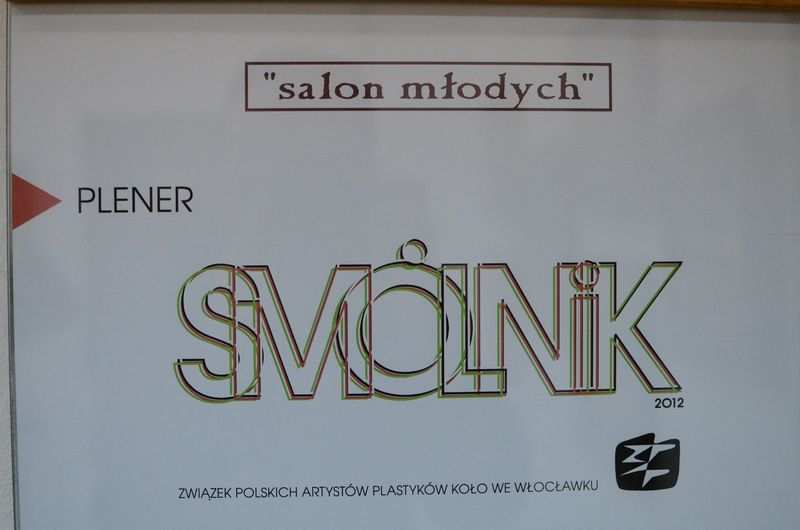 "salon młodych"
PLENER
SMÓLNiK
2012
ZWIĄZEK POLSKICH ARTYSTÓW PLASTYKÓW KOŁO WE WŁOCŁAWKU